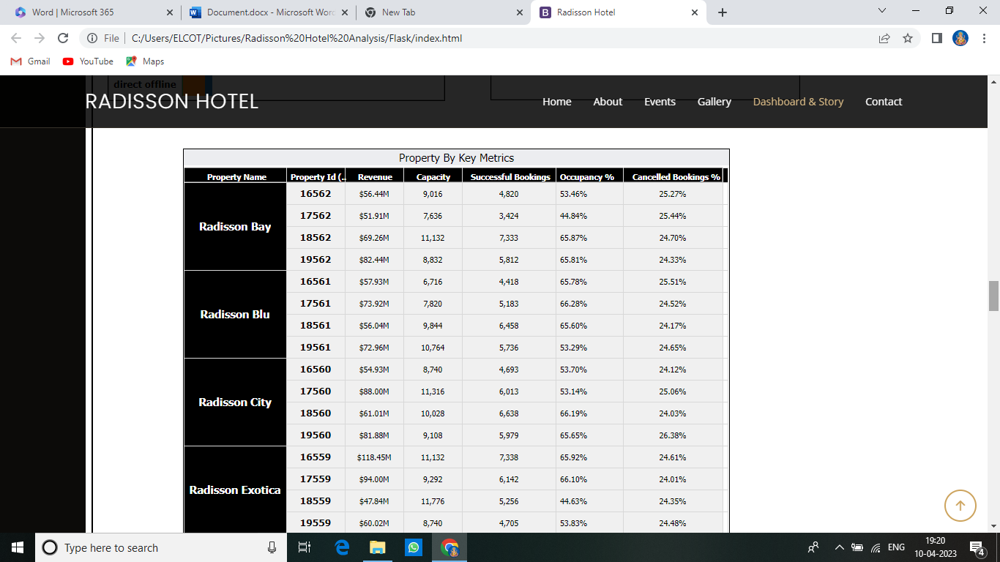 Word | Microsoft 365
Document.docx - Microsoft Word
New Tab
Radisson Hotel
File C:/Users/ELCOT/Pictures/Radisson%20Hotel%20Analysis/Flask/index.html
Gmail YouTube Maps
direct offline
RADISSON HOTEL Home About Events Gallery Dashboard & Story Contact
Property By Key Metrics
Property Name Property Id (.. Revenue Capacity Successful Bookings Occupancy % Cancelled Bookings %
Radisson Bay
16562 $56.44M 9,016 4,820 53.46% 25.27%
17562 $51.91M 7,636 3,424 44.84% 25.44%
18562 $69.26M 11,132 7,333 65.87% 24.70%
19562 $82.44M 8,832 5,812 65.81% 24.33%
Radisson Blu
16561 $57.93M 6,716 4,418 65.78% 25.51%
17561 $73.92M 7,820 5,183 66.28% 24.52%
18561 $56.04M 9,844 6,458 65.60% 24.17%
19561 $72.96M 10,764 5,736 53.29% 24.65%
Radisson City
16560 $54.93M 8,740 4,693 53.70% 24.12%
17560 $88.00M 11,316 6,013 53.14% 25.06%
18560 $61.01M 10,028 6,638 66.19% 24.03%
19560 $81.88M 9,108 5,979 65.65% 26.38%
Radisson Exotica
16559 $118.45M 11,132 7,338 65.92% 24.61%
17559 $94.00M 9,292 6,142 66.10% 24.01%
18559 $47.84M 11,776 5,256 44.63% 24.35%
19559 $60.02M 8,740 4,705 53.83% 24.48%
Type here to search
ENG
19:20
10-04-2023
4